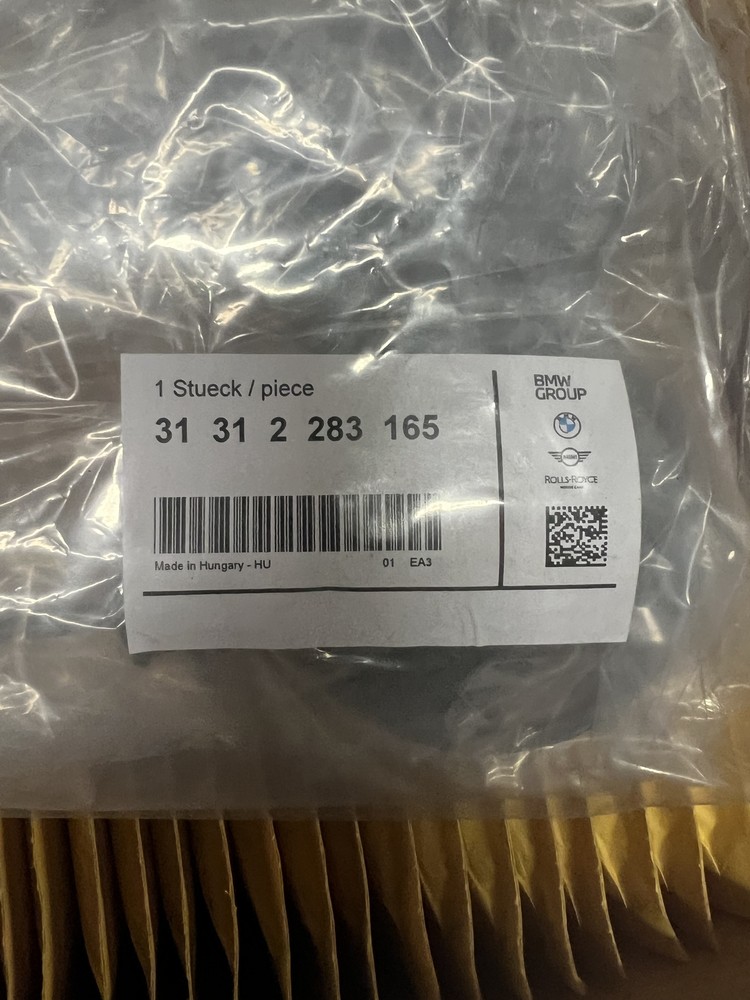 1 Stueck / piece
31 31 2 283 165
Made in Hungary - HU
01 EA3
BMW
GROUP
ROLLS-ROYCE